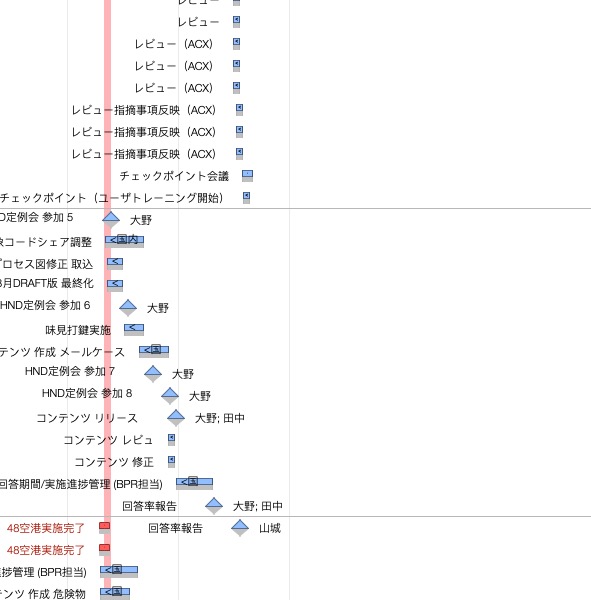 レビュー
レビュー
レビュー（ACX）
レビュー（ACX）
レビュー（ACX）
レビュー指摘事項反映（ACX）
レビュー指摘事項反映（ACX）
レビュー指摘事項反映（ACX）
チェックポイント会議
チェックポイント（ユーザトレーニング開始）
D定例会 参加 5 大野
コードシェア調整 <国内
プロセス図修正 取込 <
月DRAFT版 最終化 <
HND定例会 参加 6 大野
味見打鍵実施 <
テンツ 作成 メールケース <国
HND定例会 参加 7 大野
HND定例会 参加 8 大野
コンテンツ リリース 大野; 田中
コンテンツ レビュ
コンテンツ 修正
回答期間/実施進捗管理 (BPR担当) <国
回答率報告 大野; 田中
48空港実施完了 回答率報告 山城
48空港実施完了
捗管理 (BPR担当) <国
テンツ 作成 危険物 <国